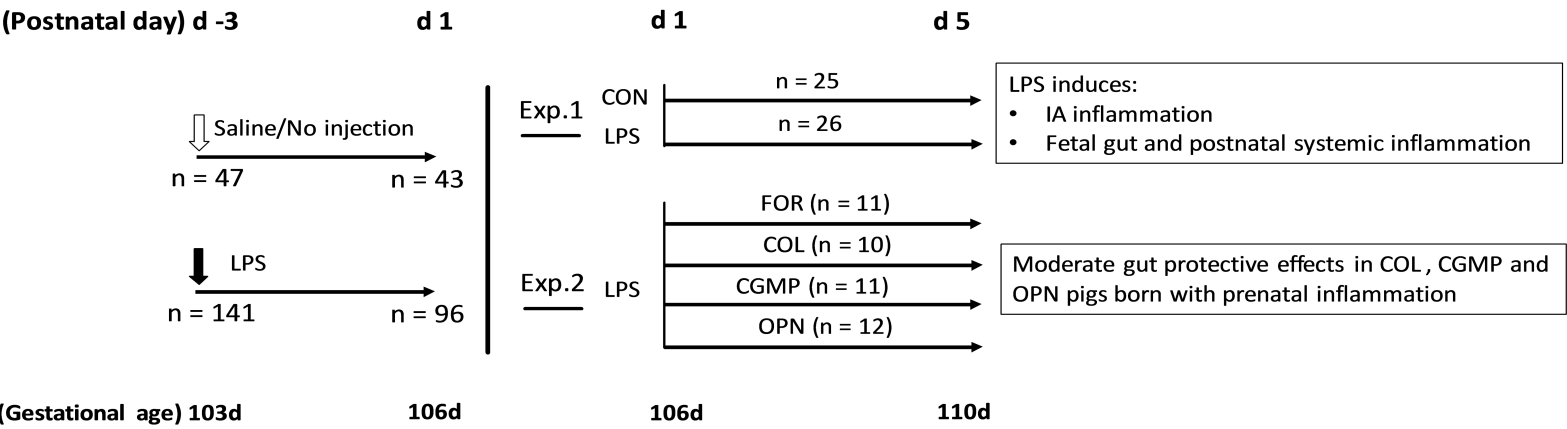 (Postnatal day) d -3 d 1 d 1 d 5
Saline/No injection
n = 47 n = 43
LPS
n = 141 n = 96
Exp.1
CON
LPS
n = 25
n = 26
LPS induces:
• IA inflammation
• Fetal gut and postnatal systemic inflammation
Exp.2
LPS
FOR (n = 11)
COL (n = 10)
CGMP (n = 11)
OPN (n = 12)
Moderate gut protective effects in COL , CGMP and
OPN pigs born with prenatal inflammation
(Gestational age) 103d 106d 106d 110d